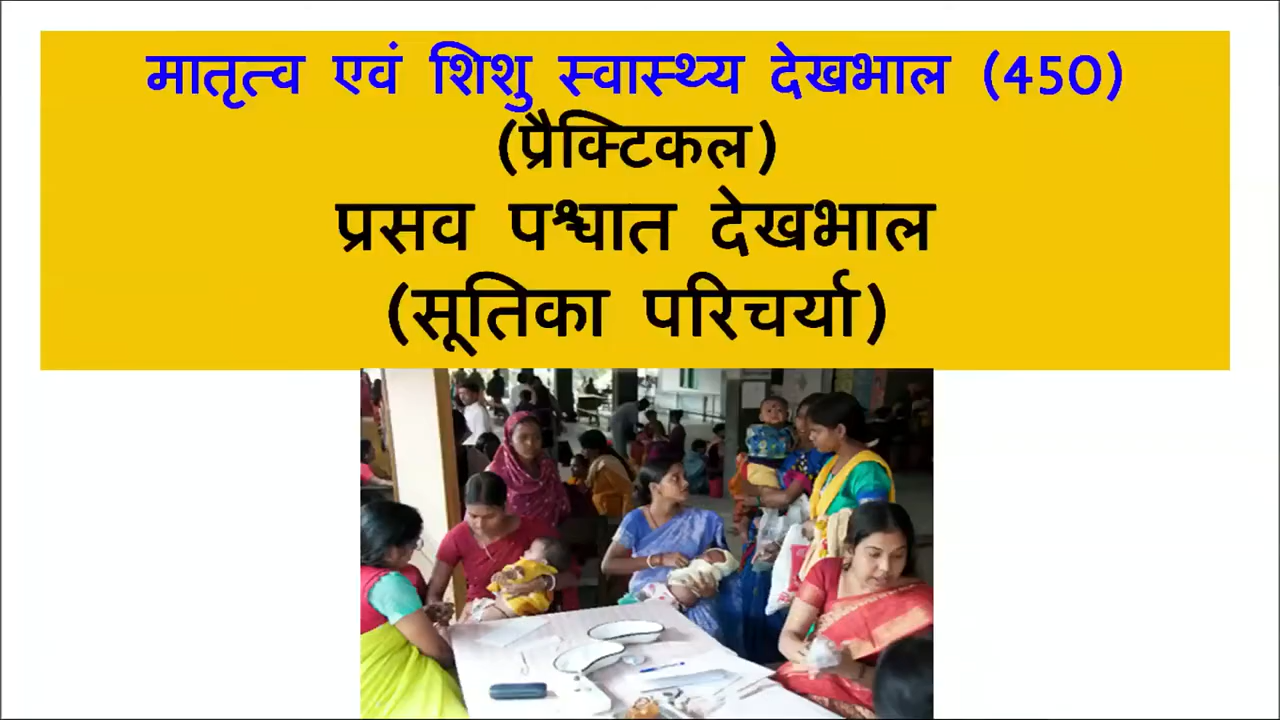 मातृत्व एवं शिशु स्वास्थ्य देखभाल (450)
(प्रैक्टिकल)
प्रसव पश्चात देखभाल
(सूतिका परिचर्या)